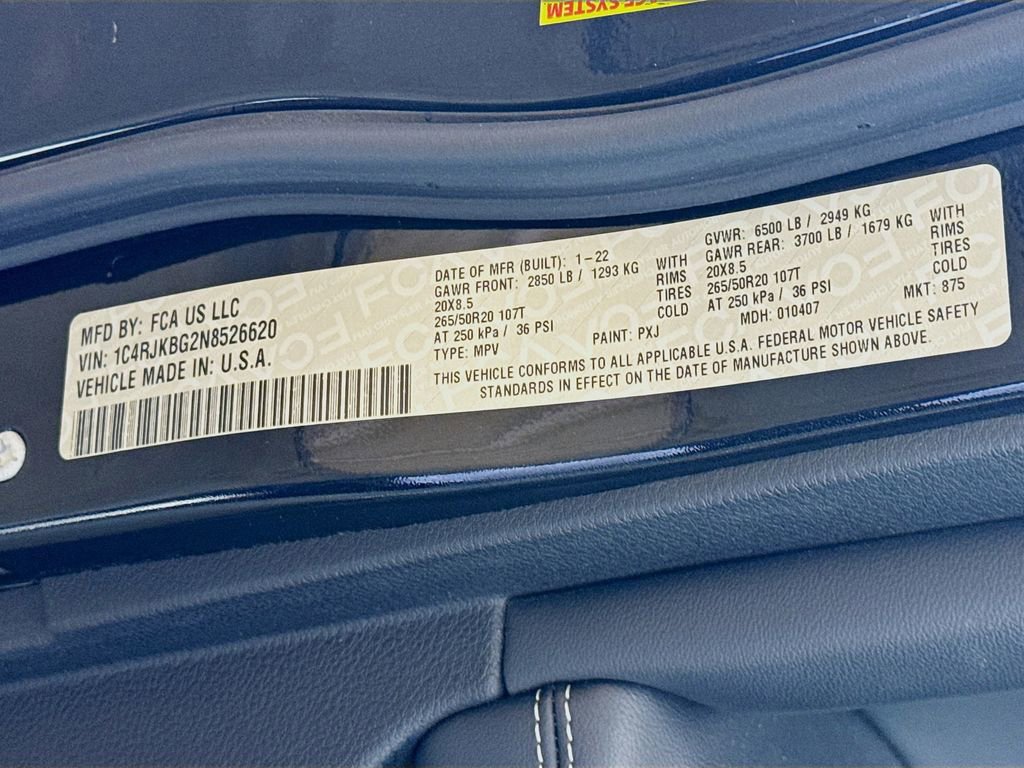 GE SYSTEM
MFD BY: FCA US LLC
VIN: 1C4RJKBG2N8526620
VEHICLE MADE IN: U.S.A.
DATE OF MFR (BUILT): 1-22
GAWR FRONT: 2850 LB / 1293 KG WITH
20X8.5 RIMS
265/50R20 107T TIRES
AT 250 kPa / 36 PSI COLD
TYPE: MPV PAINT: PXJ
GVWR: 6500 LB / 2949 KG
GAWR REAR: 3700 LB / 1679 KG WITH
20X8.5 RIMS
265/50R20 107T TIRES
AT 250 kPa / 36 PSI COLD
MDH: 010407 MKT: 875
THIS VEHICLE CONFORMS TO ALL APPLICABLE U.S.A. FEDERAL MOTOR VEHICLE SAFETY
STANDARDS IN EFFECT ON THE DATE OF MANUFACTURE SHOWN ABOVE.